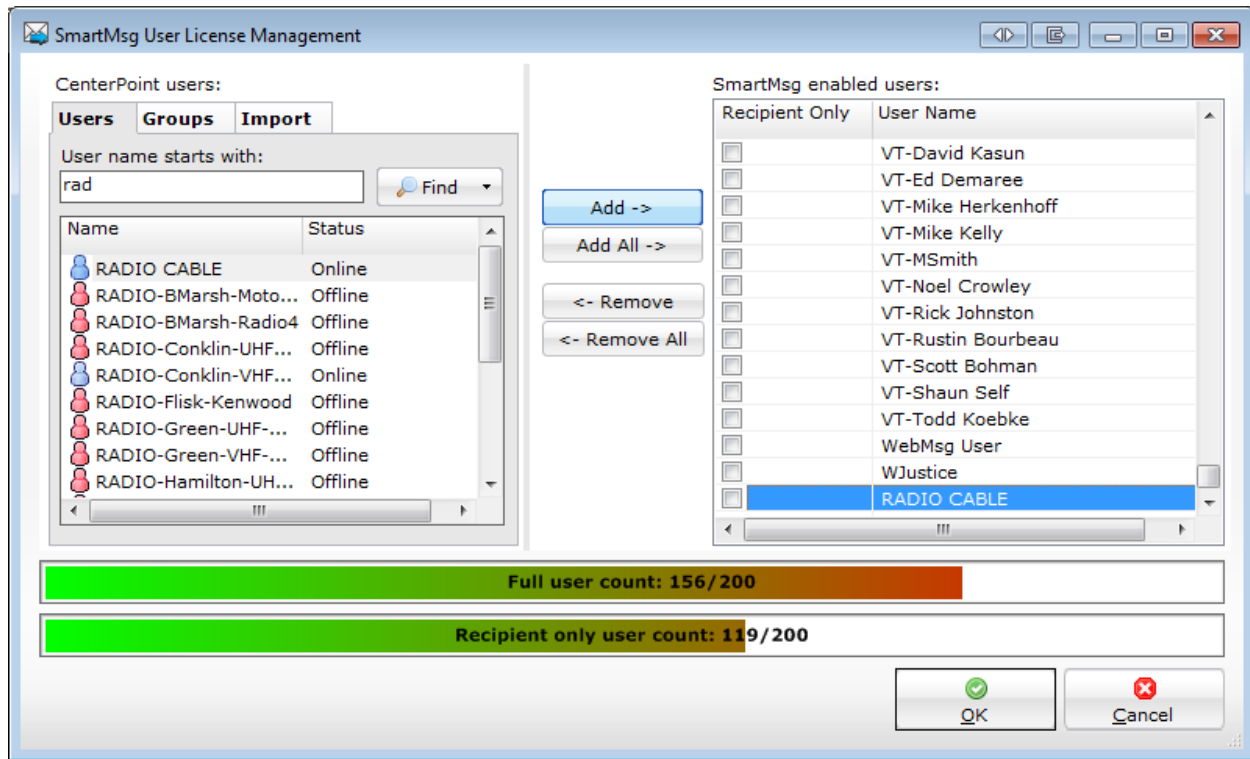 SmartMsg User License Management
CenterPoint users:
Users Groups Import
User name starts with:
rad
Find
Name Status
RADIO CABLE Online
RADIO-BMarsh-Moto... Offline
RADIO-BMarsh-Radio4 Offline
RADIO-Conklin-UHF... Offline
RADIO-Conklin-VHF... Online
RADIO-Flisk-Kenwood Offline
RADIO-Green-UHF-... Offline
RADIO-Green-VHF-... Offline
RADIO-Hamilton-UH... Offline
Add ->
Add All ->
<- Remove
<- Remove All
SmartMsg enabled users:
Recipient Only User Name
VT-David Kasun
VT-Ed Demaree
VT-Mike Herkenhoff
VT-Mike Kelly
VT-MSmith
VT-Noel Crowley
VT-Rick Johnston
VT-Rustin Bourbeau
VT-Scott Bohman
VT-Shaun Self
VT-Todd Koebke
WebMsg User
WJustice
RADIO CABLE
Full user count: 156/200
Recipient only user count: 119/200
OK
Cancel